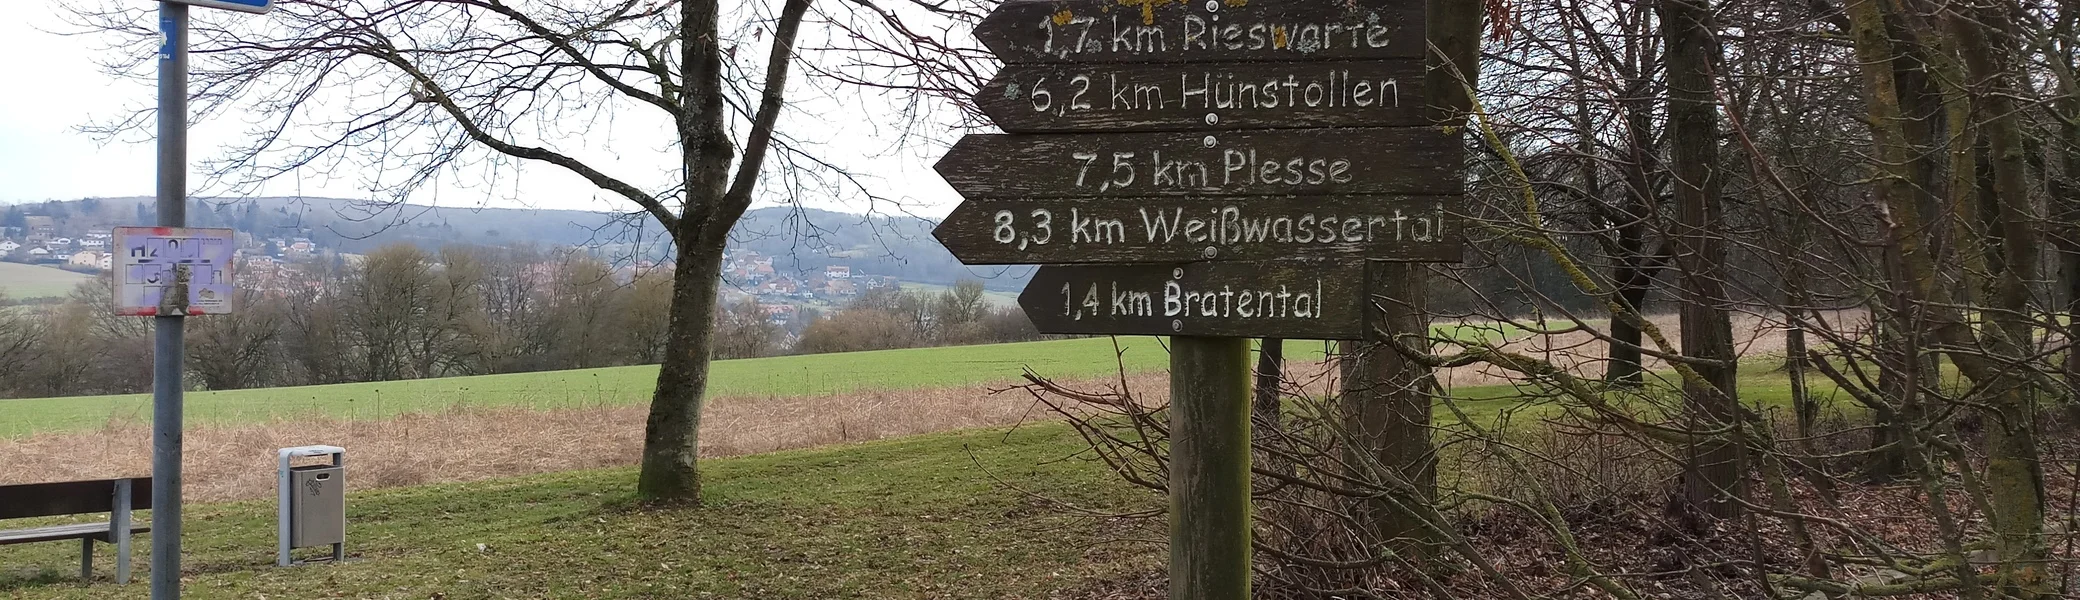 1,7 km Rieswarte
6,2 km Hünstollen
7,5 km Plesse
8,3 km Weißwassertal
1,4 km Bratental